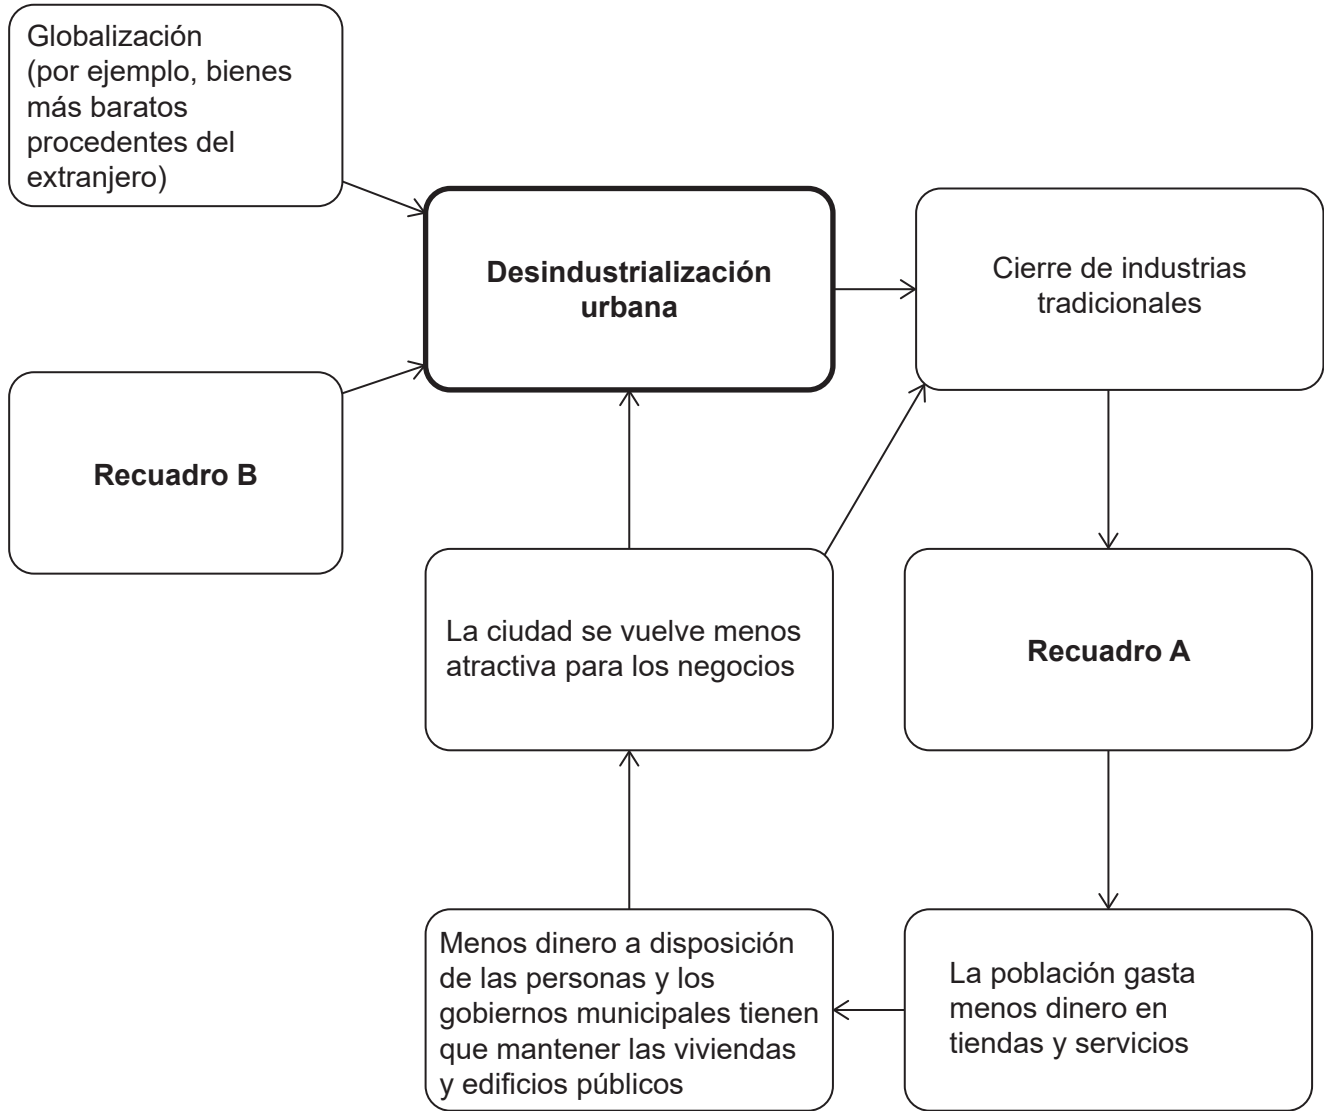 Globalización
(por ejemplo, bienes
más baratos
procedentes del
extranjero)
Desindustrialización
urbana
Cierre de industrias
tradicionales
Recuadro B
La ciudad se vuelve menos
atractiva para los negocios
Recuadro A
Menos dinero a disposición
de las personas y los
gobiernos municipales tienen
que mantener las viviendas
y edificios públicos
La población gasta
menos dinero en
tiendas y servicios